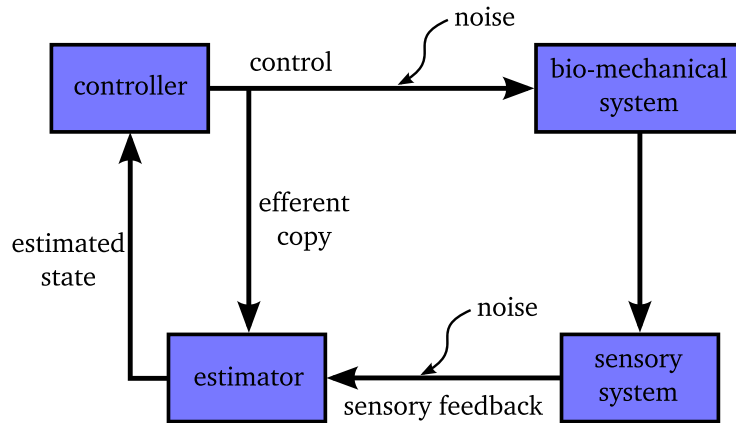 noise
controller
control
bio-mechanical
system
efferent
copy
estimated
state
noise
estimator
sensory feedback
sensory
system